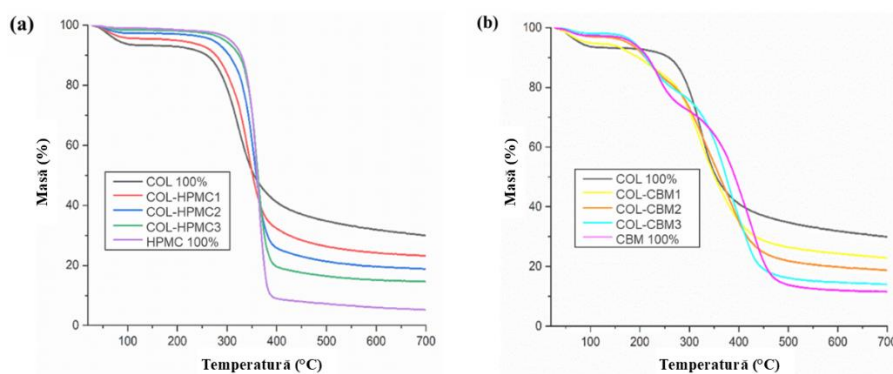 (a)
100
80
60
40
20
0
Masă (%)
COL 100%
COL-HPMC1
COL-HPMC2
COL-HPMC3
HPMC 100%
100 200 300 400 500 600 700
Temperatură (°C)
(b)
100
80
60
40
20
0
Masă (%)
COL 100%
COL-CBM1
COL-CBM2
COL-CBM3
CBM 100%
100 200 300 400 500 600 700
Temperatură (°C)